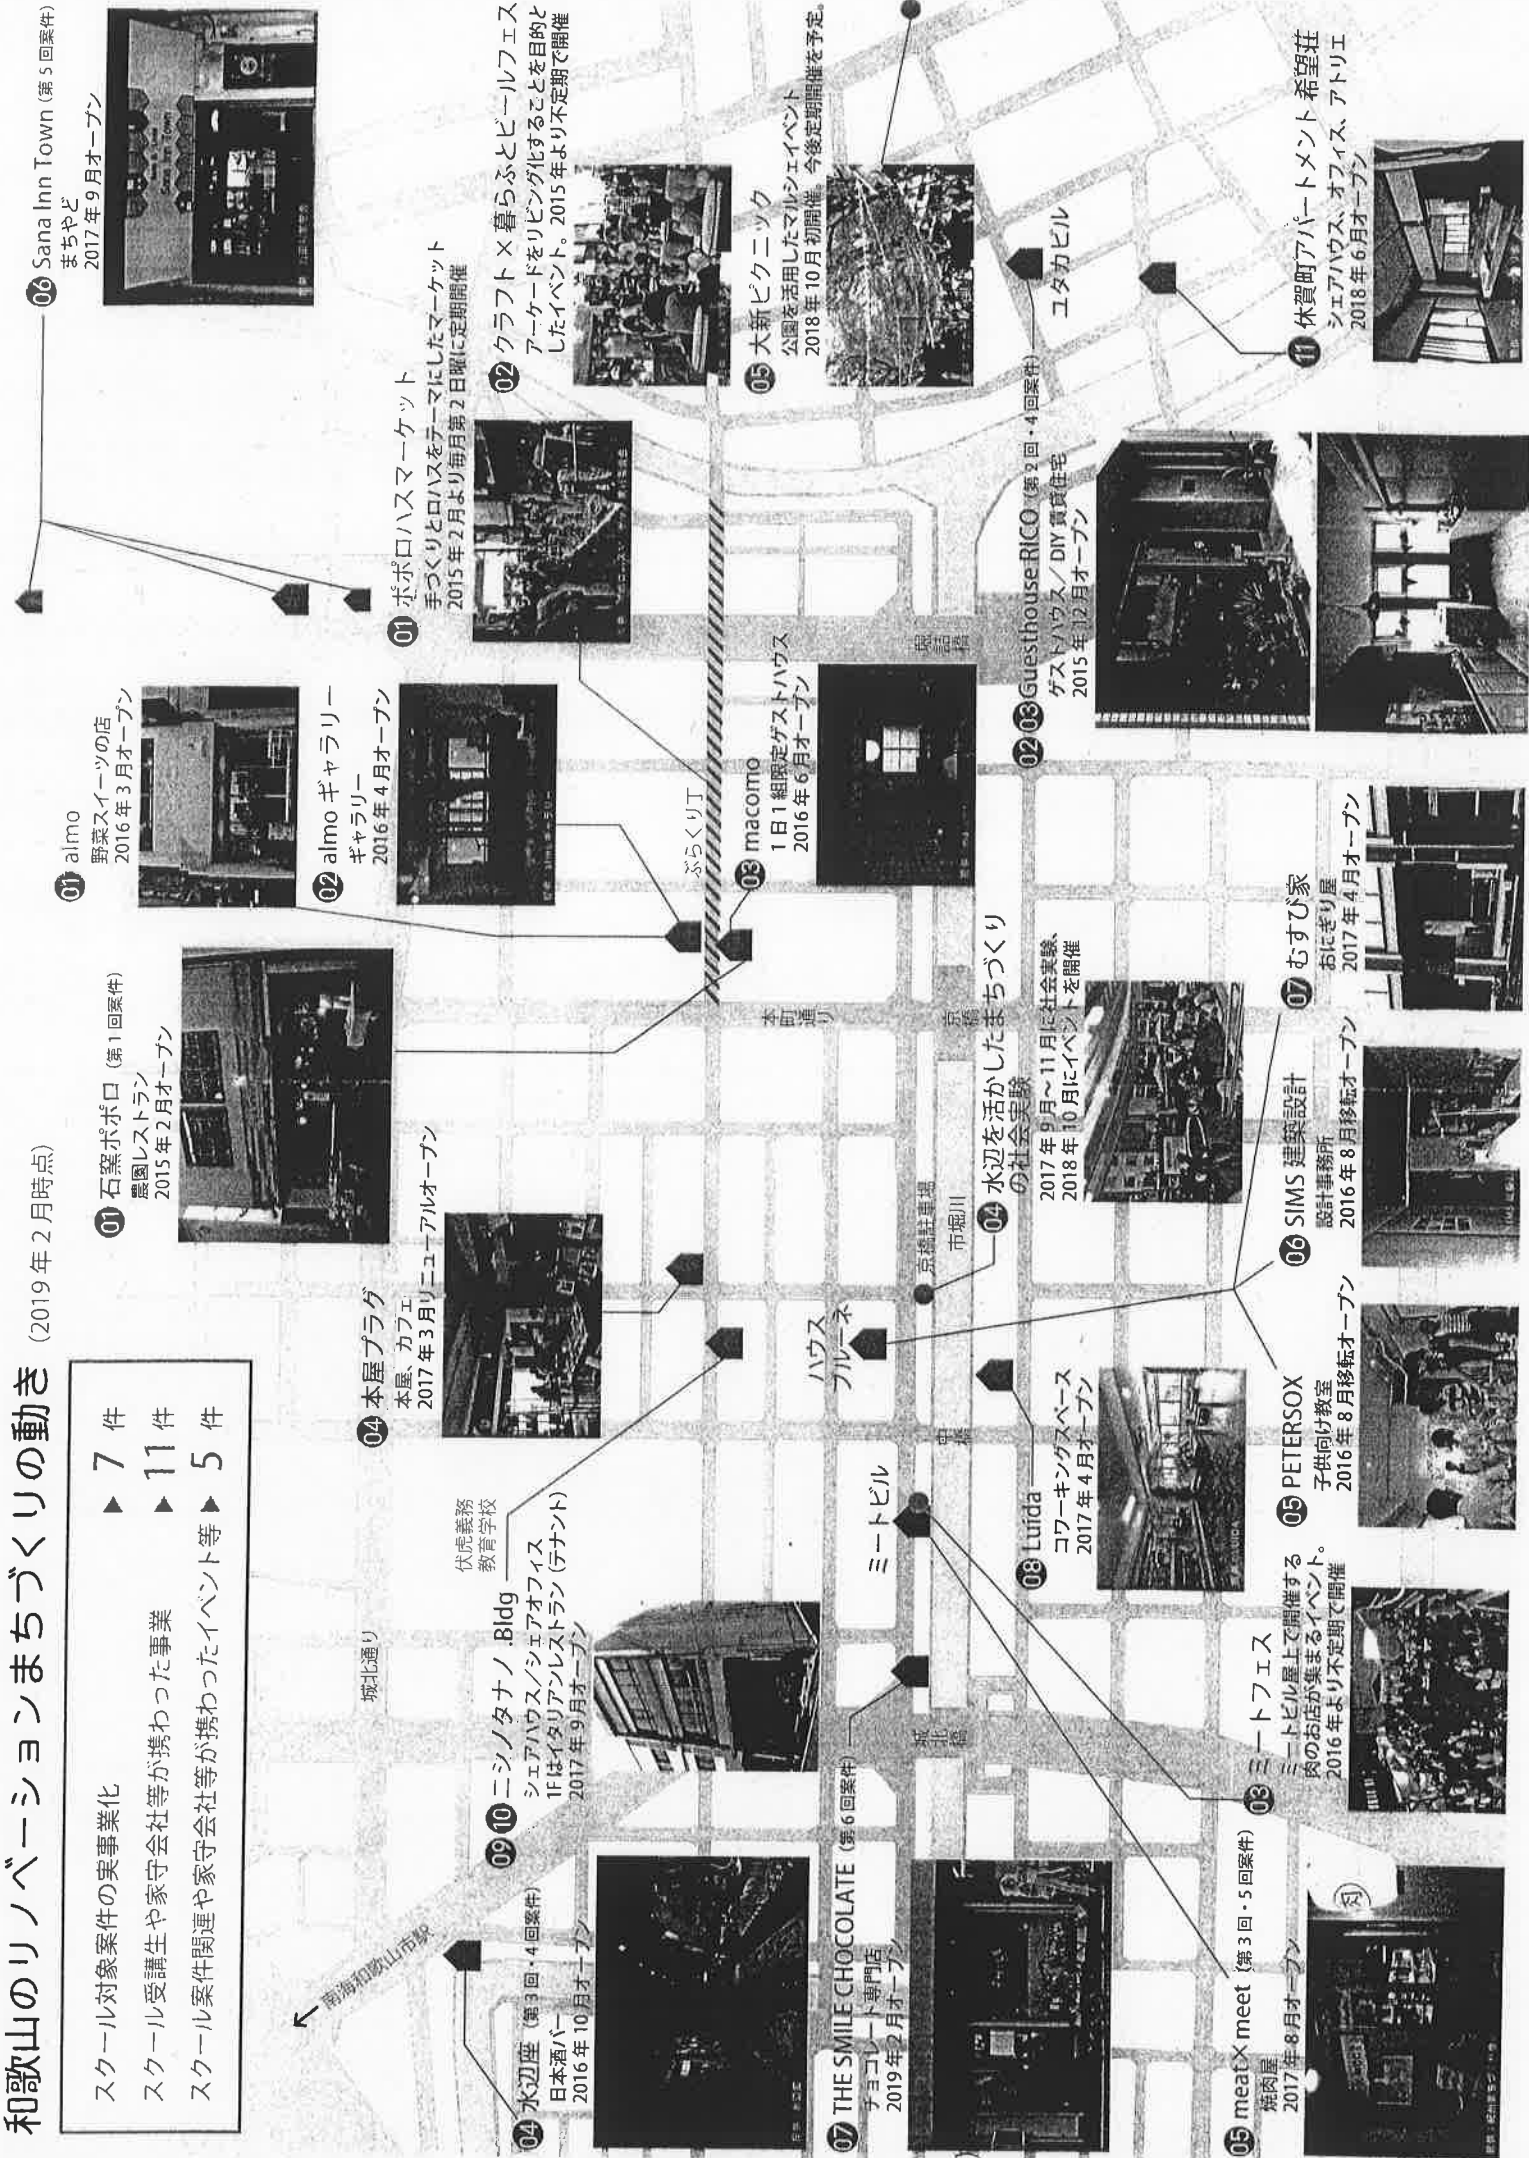 和歌山のリノベーションまちづくりの動き (2019年2月時点)
スクール対象案件の実事業化 ▶ 7 件
スクール受講生や家守会社等が携わった事業 ▶ 11 件
スクール案件関連や家守会社等が携わったイベント等 ▶ 5 件
01 石窯ポポロ (第1回案件)
農園レストラン
2015年2月オープン
01 almo
野菜スイーツの店
2016年3月オープン
06 Sana Inn Town (第5回案件)
まちやど
2017年9月オープン
02 almo ギャラリー
ギャラリー
2016年4月オープン
01 ポポロハスマーケット
手づくりとロハスをテーマにしたマーケット
2015年2月より毎月第2日曜に定期開催
02 クラフト×暮らふとビールフェス
アーケードをリビング化することを目的と
したイベント。2015年より不定期で開催
04 本屋プラグ
本屋、カフェ
2017年3月リニューアルオープン
城北通り
伏虎義務
教育学校
南海和歌山市駅
04 水辺座 (第3回・4回案件)
日本酒バー
2016年10月オープン
09 10 ニシノタナノ.Bldg
シェアハウス/シェアオフィス
1Fはイタリアンレストラン(テナント)
2017年9月オープン
ぶらくり丁
本町通り
03 macomo
1日1組限定ゲストハウス
2016年6月オープン
05 大新ピクニック
公園を活用したマルシェイベント
2018年10月初開催。今後定期開催を予定。
07 THE SMILE CHOCOLATE (第6回案件)
チョコレート専門店
2019年2月オープン
ミートビル
ハウス
ブルーネ
城北橋
中橋
京橋
京橋駐車場
市堀川
堀詰橋
04 水辺を活かしたまちづくり
の社会実験
2017年9月~11月に社会実験、
2018年10月にイベントを開催
02 03 Guesthouse RICO (第2回・4回案件)
ゲストハウス/DIY賃貸住宅
2015年12月オープン
ユタカビル
08 Luida
コワーキングスペース
2017年4月オープン
05 meat×meet (第3回・5回案件)
焼肉屋
2017年8月オープン
03 ミートフェス
ミートビル屋上で開催する
肉のお店が集まるイベント。
2016年より不定期で開催
05 PETERSOX
子供向け教室
2016年8月移転オープン
06 SIMS 建築設計
設計事務所
2016年8月移転オープン
07 むすび家
おにぎり屋
2017年4月オープン
11 休賀町アパートメント 希望荘
シェアハウス、オフィス、アトリエ
2018年6月オープン